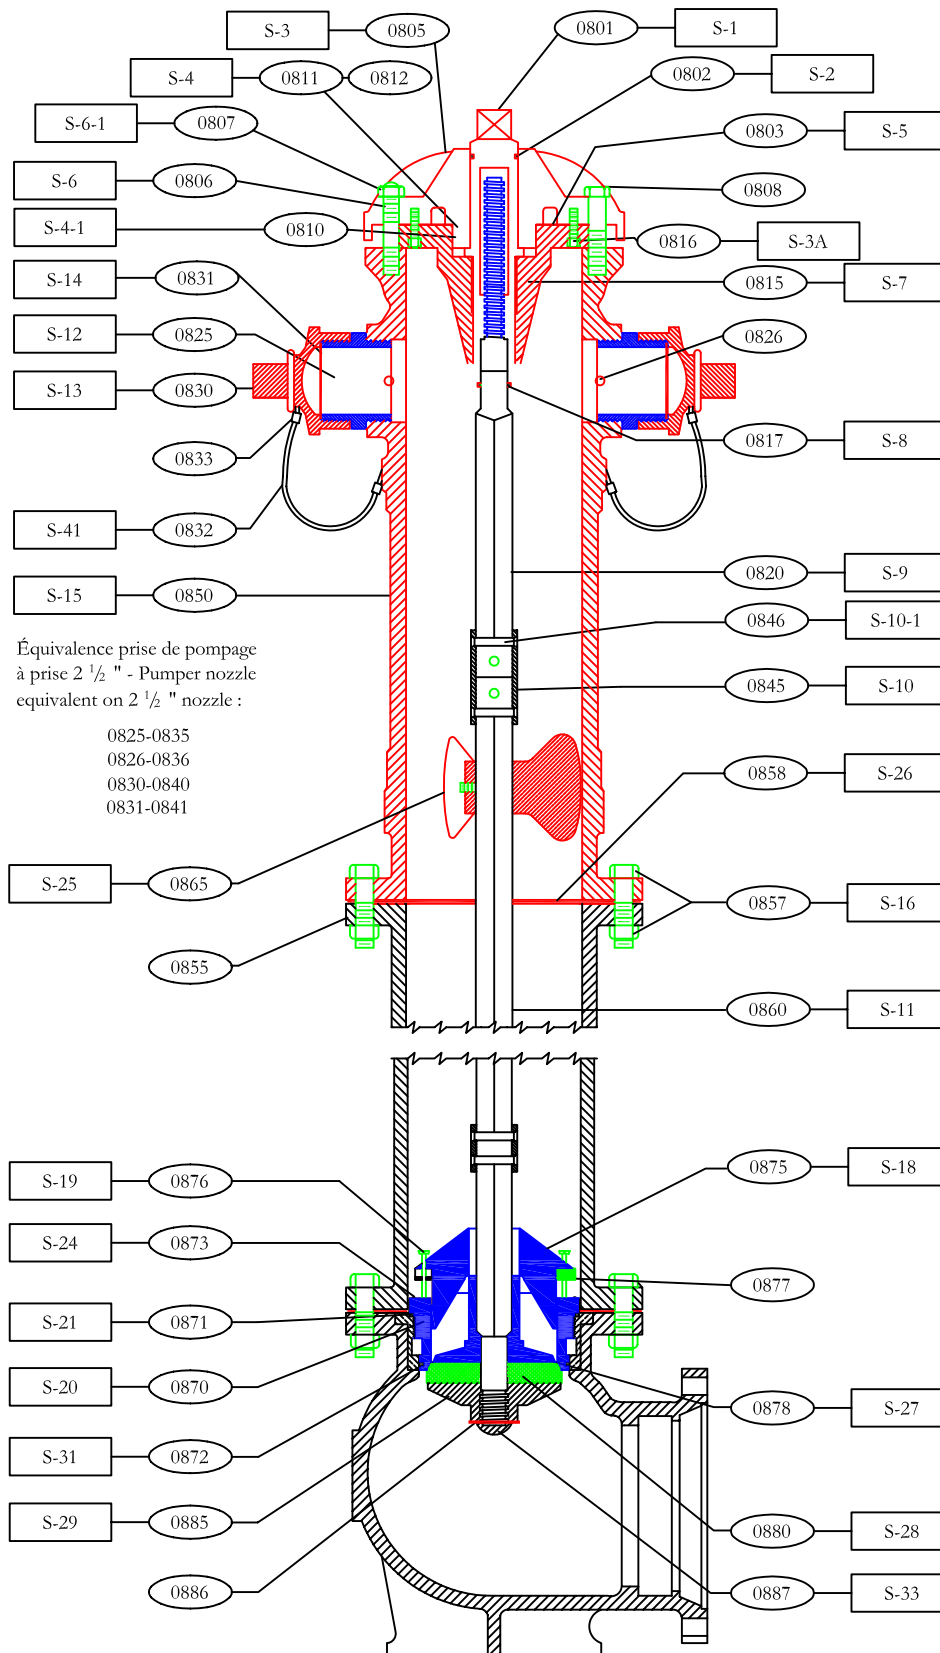 S-3 0805 0801 S-1
S-4 0811 0812 0802 S-2
S-6-1 0807 0803 S-5
S-6 0806 0808
S-4-1 0810 0816 S-3A
S-14 0831 0815 S-7
S-12 0825 0826
S-13 0830
0833 0817 S-8
S-41 0832
S-15 0850 0820 S-9
0846 S-10-1
Équivalence prise de pompage
à prise 2 ½ " - Pumper nozzle
equivalent on 2 ½ " nozzle :
0845 S-10
0825-0835
0826-0836
0830-0840
0831-0841
0858 S-26
S-25 0865
0857 S-16
0855
0860 S-11
S-19 0876 0875 S-18
S-24 0873
0877
S-21 0871
S-20 0870
0878 S-27
S-31 0872
S-29 0885
0880 S-28
0886 0887 S-33